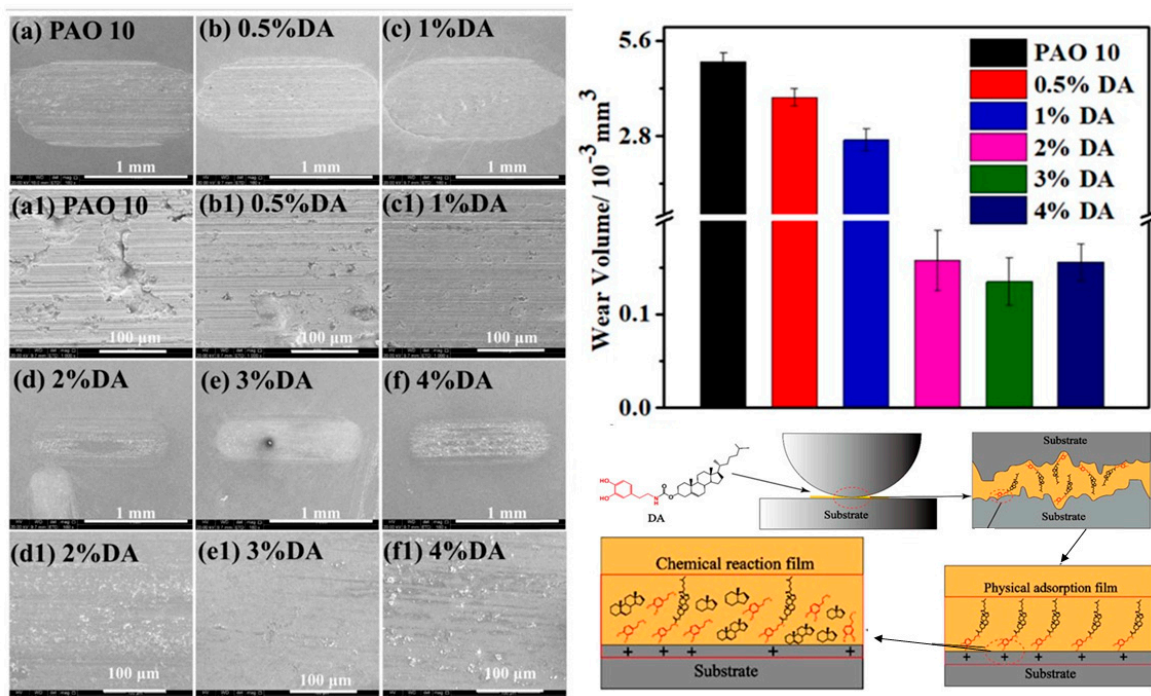 (a) PAO 10
(b) 0.5%DA
(c) 1%DA
1 mm
1 mm
1 mm
(a1) PAO 10
(b1) 0.5%DA
(c1) 1%DA
100 µm
100 µm
100 µm
(d) 2%DA
(e) 3%DA
(f) 4%DA
1 mm
1 mm
1 mm
(d1) 2%DA
(e1) 3%DA
(f1) 4%DA
100 µm
100 µm
100 µm
Wear Volume/ 10⁻³ mm³
5.6
2.8
0.1
0.0
PAO 10
0.5% DA
1% DA
2% DA
3% DA
4% DA
HO
HO
N
H
O
O
DA
Substrate
Substrate
Substrate
Chemical reaction film
+ + + + +
Substrate
Physical adsorption film
+ + + + +
Substrate